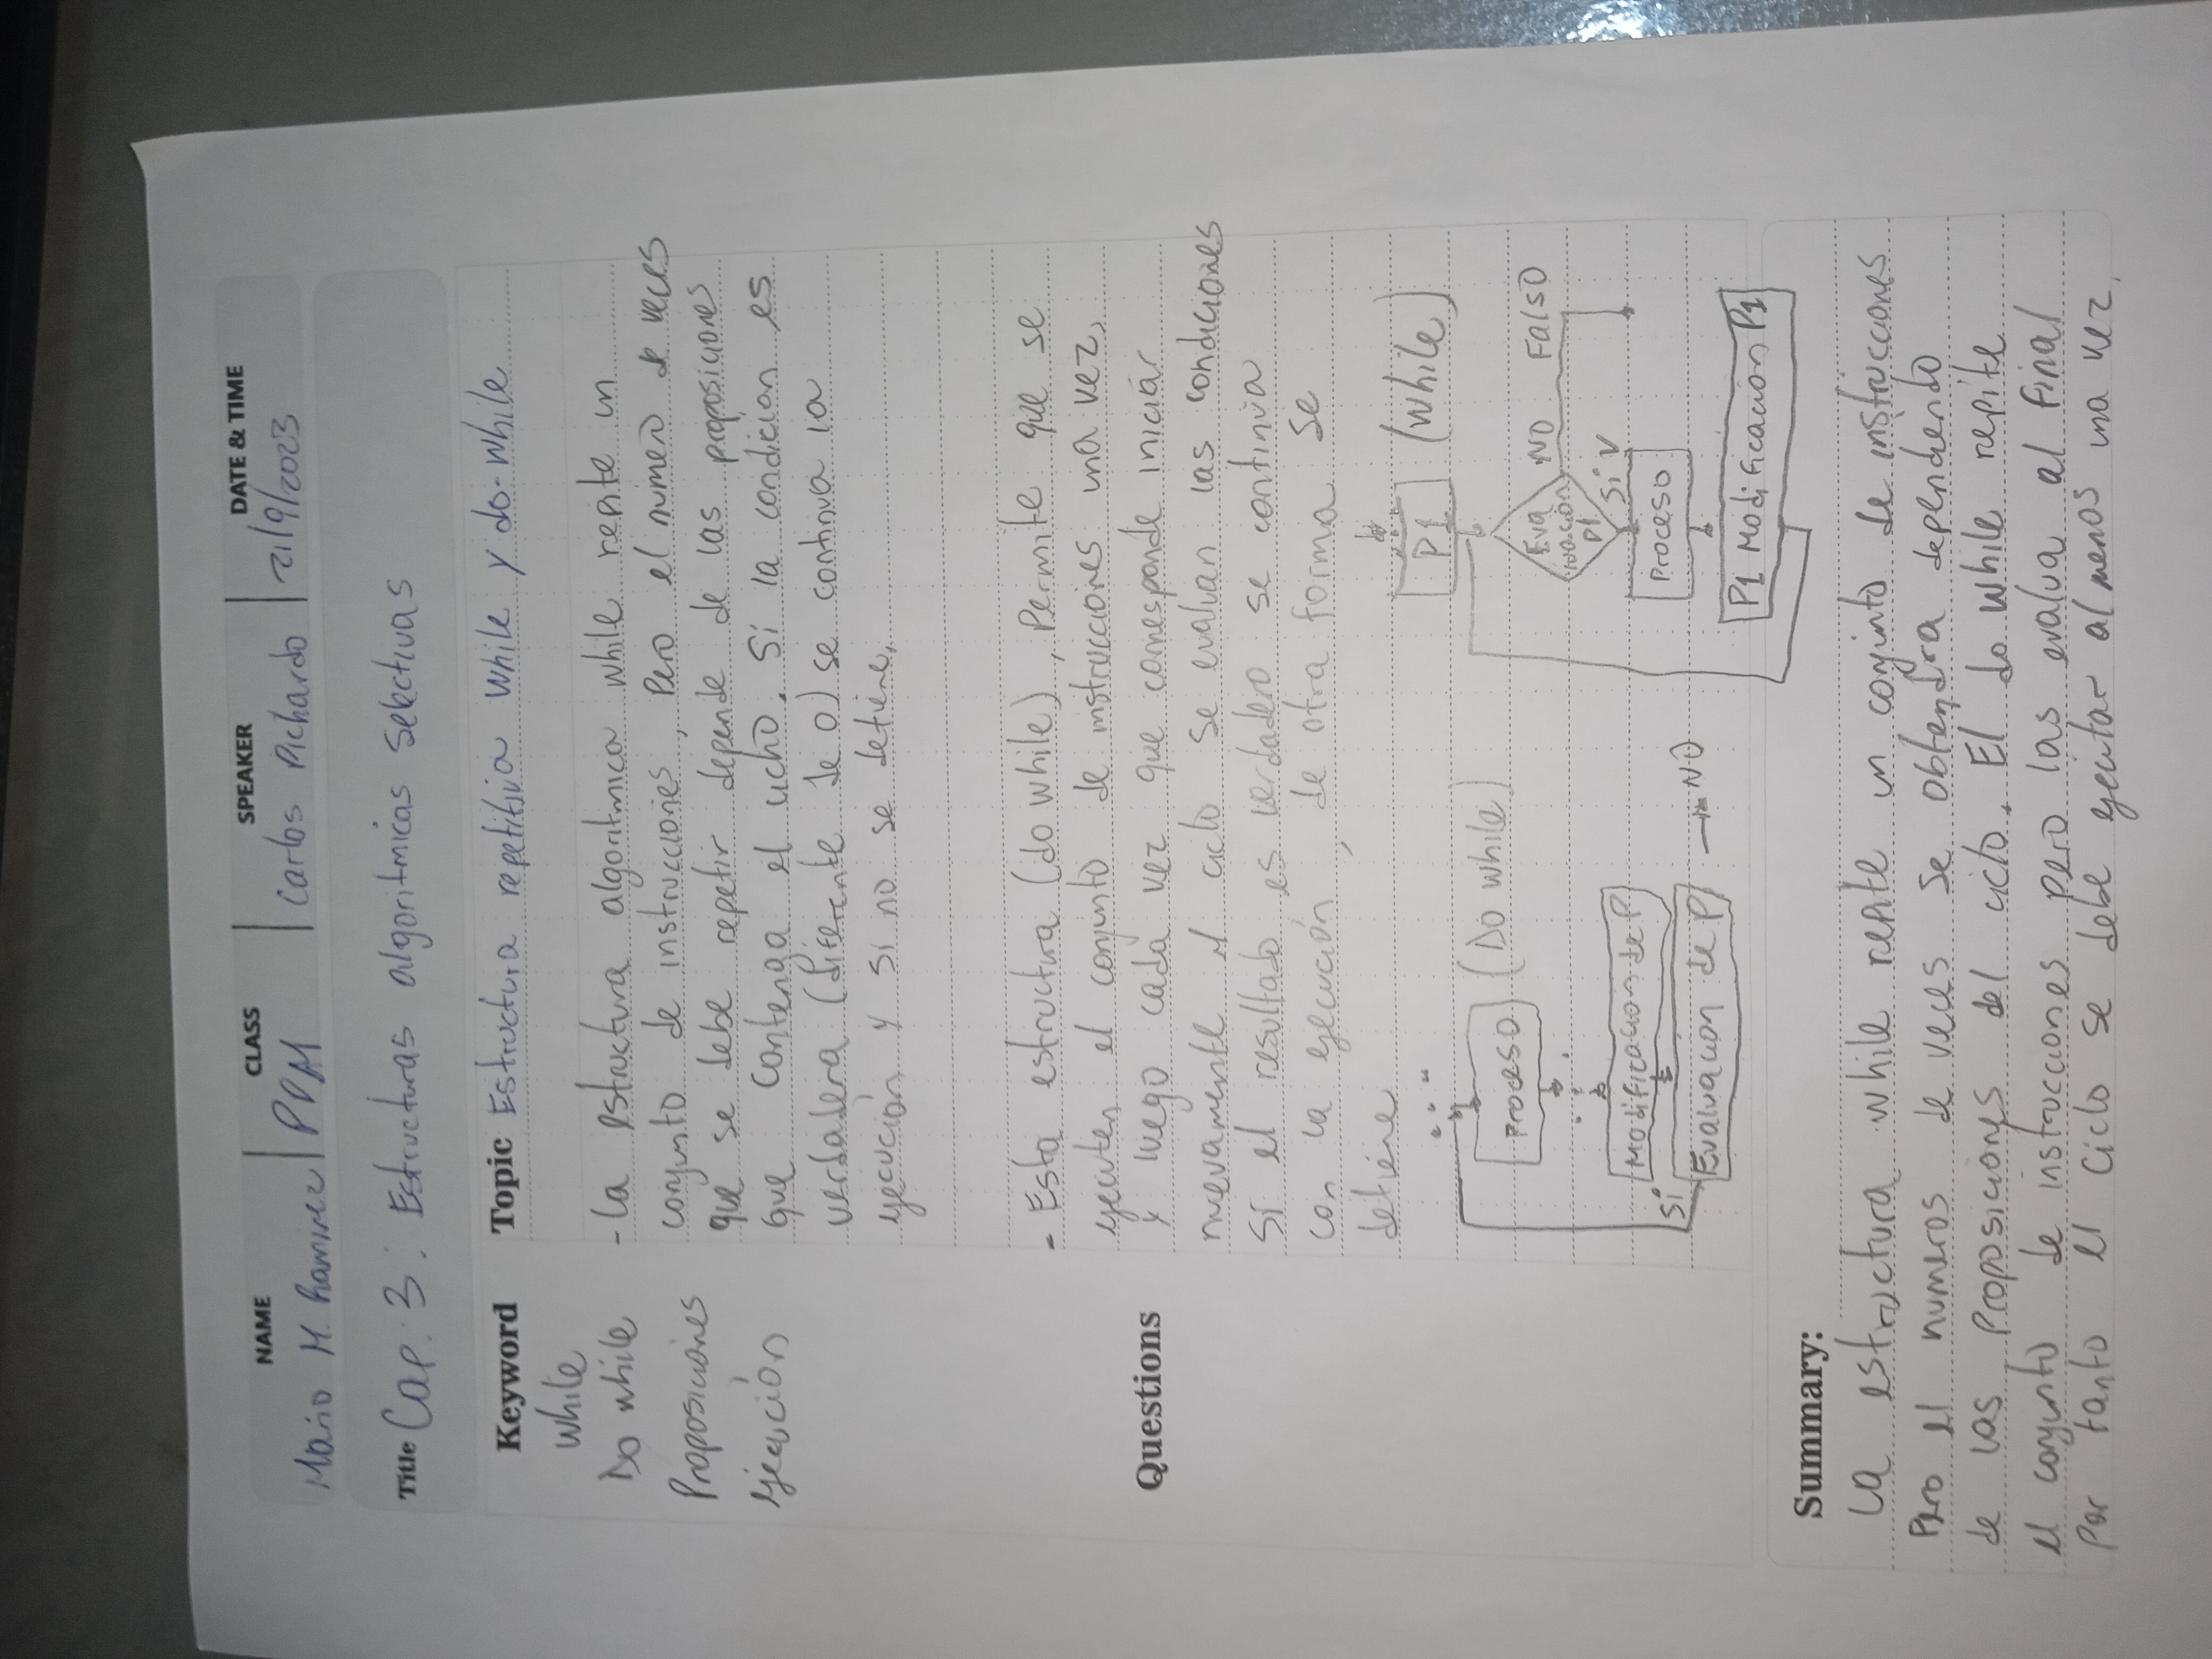 NAME CLASS SPEAKER DATE & TIME
Mario M. Ramirez PPM Carlos Pichardo 21/9/2023
Title Cap. 3: Estructuras algoritmicas Selectivas
Keyword
while
Do while
Proposiciones
ejecución
Topic Estructura repetitiva while y do-while
- La estructura algoritmica while repite un
conjunto de instrucciones, Pero el numero de veces
que se debe repetir depende de las proposiciones
que contenga el ciclo. Si la condición es
verdadera (diferente de 0) se continua la
ejecución y si no se detiene,
- Esta estructura (do while), Permite que se
ejecuten el conjunto de instrucciones una vez,
Questions
y luego cada vez que corresponde iniciar
nuevamente el ciclo se evaluan las condiciones
Si el resultado es verdadero se continua
con la ejecución, de otra forma se
detiene
(Do while)
Proceso
Modificacion de P
Si
Evaluacion de P
NO
P1 (while)
Evaluación P1
NO Falso
Si V
Proceso
P1 Modificacion P1
Summary:
La estructura while repite un conjunto de instrucciones
Pero el numeros de veces se obtendra dependiendo
de las proposiciones del ciclo. El do while repite
el conjunto de instrucciones pero las evalua al final
Por tanto el ciclo se debe ejecutar al menos una vez.